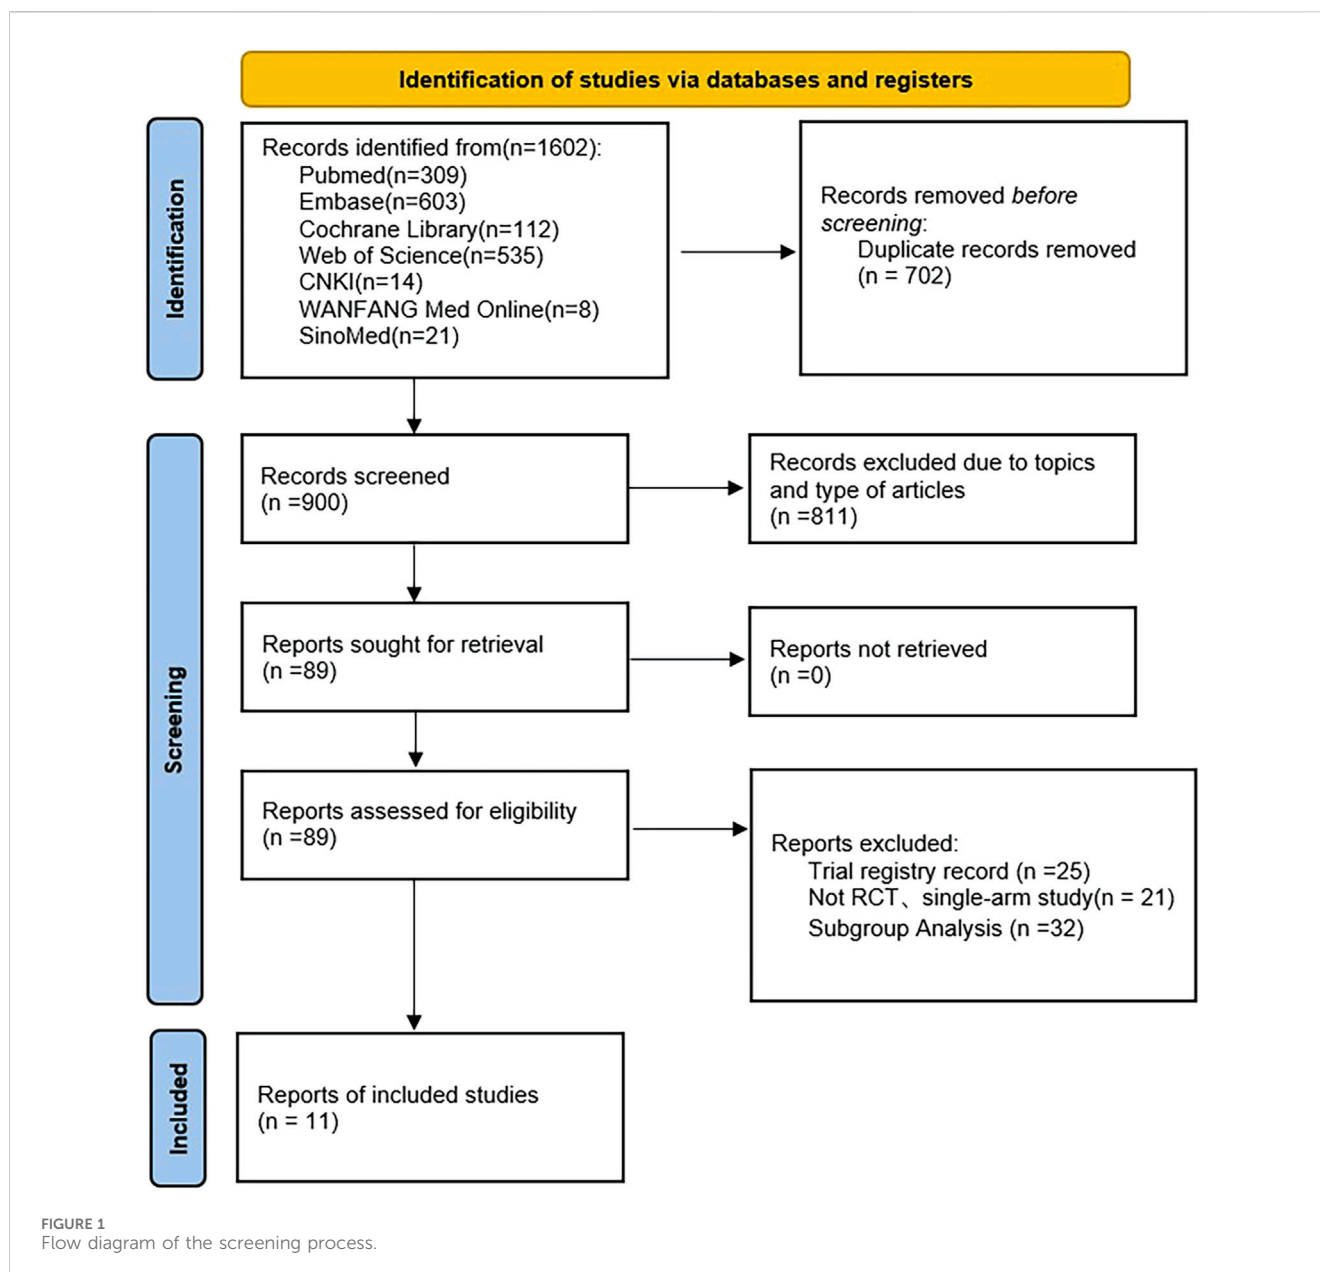 Identification of studies via databases and registers
Identification
Records identified from(n=1602):
Pubmed(n=309)
Embase(n=603)
Cochrane Library(n=112)
Web of Science(n=535)
CNKI(n=14)
WANFANG Med Online(n=8)
SinoMed(n=21)
Records removed before
screening:
Duplicate records removed
(n = 702)
Screening
Records screened
(n =900)
Records excluded due to topics
and type of articles
(n =811)
Reports sought for retrieval
(n =89)
Reports not retrieved
(n =0)
Reports assessed for eligibility
(n =89)
Reports excluded:
Trial registry record (n =25)
Not RCT、single-arm study(n = 21)
Subgroup Analysis (n =32)
Included
Reports of included studies
(n = 11)
FIGURE 1
Flow diagram of the screening process.